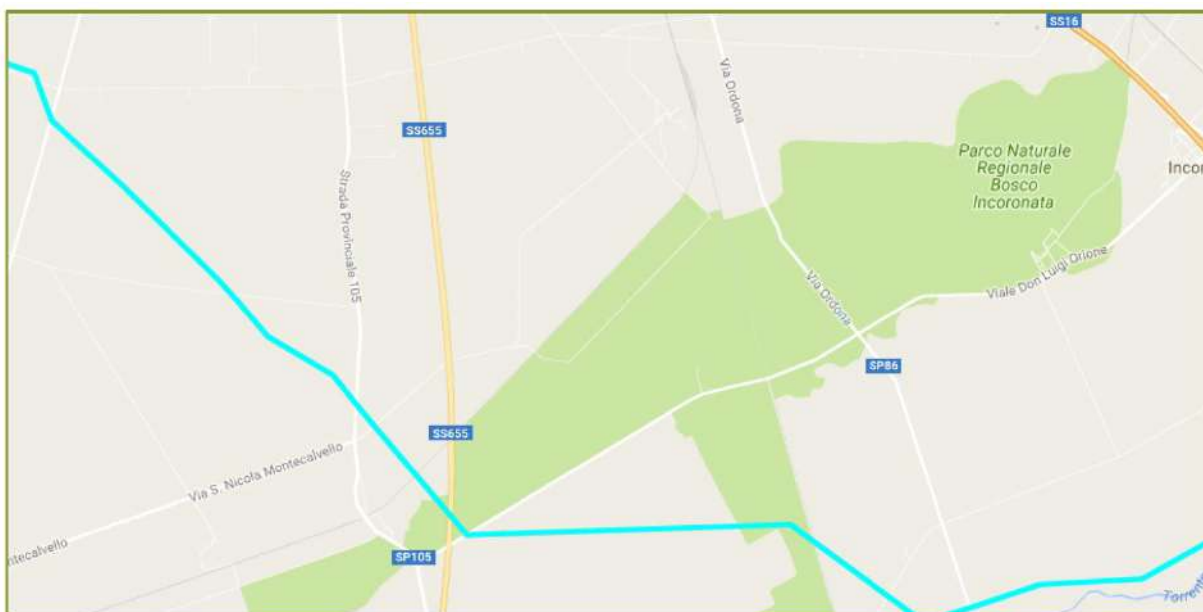 SS16
Via Ordona
SS655
Parco Naturale
Regionale
Bosco
Incoronata
Incor
Strada Provinciale 105
Viale Don Luigi Orione
Via Ordona
SP86
SS655
Via S. Nicola Montecalvello
ntecalvello
SP105
Torrente